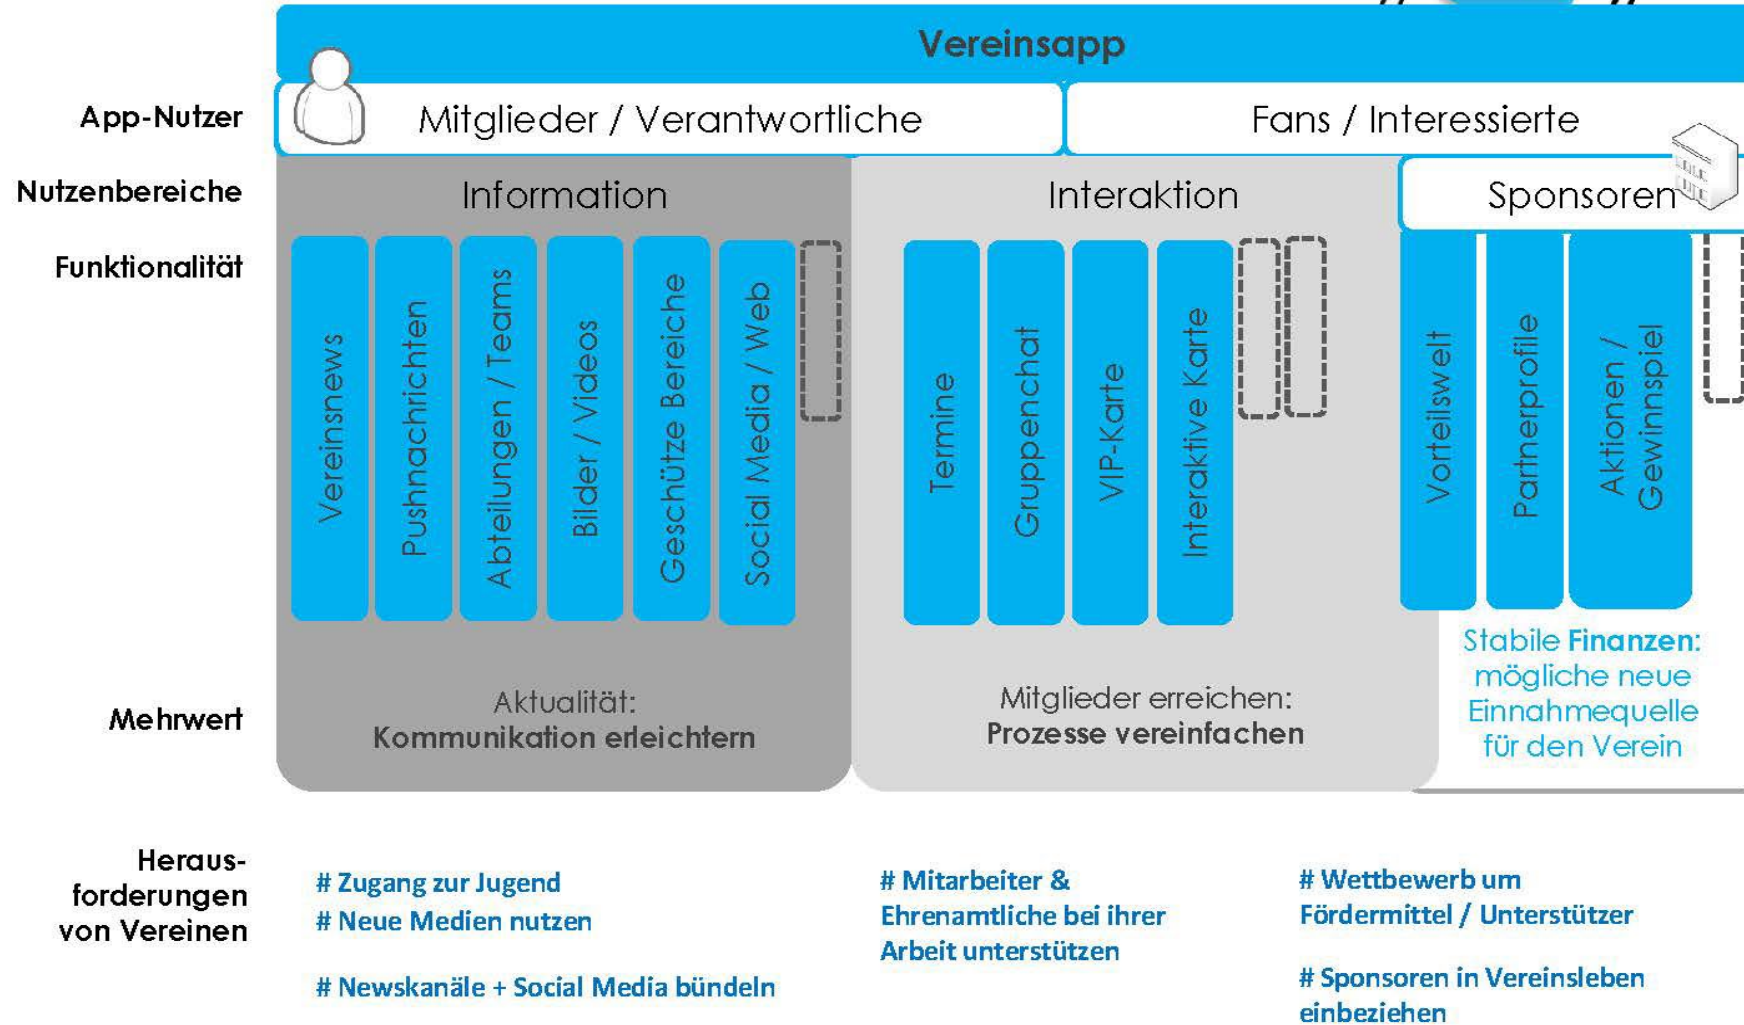 Vereinsapp
App-Nutzer
Mitglieder / Verantwortliche
Fans / Interessierte
Nutzenbereiche
Information
Interaktion
Sponsoren
Funktionalität
Vereinsnews
Pushnachrichten
Abteilungen / Teams
Bilder / Videos
Geschütze Bereiche
Social Media / Web
Termine
Gruppenchat
VIP-Karte
Interaktive Karte
Vorteilswelt
Partnerprofile
Aktionen /
Gewinnspiel
Mehrwert
Aktualität:
Kommunikation erleichtern
Mitglieder erreichen:
Prozesse vereinfachen
Stabile Finanzen:
mögliche neue
Einnahmequelle
für den Verein
Heraus-
forderungen
von Vereinen
# Zugang zur Jugend
# Neue Medien nutzen
# Newskanäle + Social Media bündeln
# Mitarbeiter &
Ehrenamtliche bei ihrer
Arbeit unterstützen
# Wettbewerb um
Fördermittel / Unterstützer
# Sponsoren in Vereinsleben
einbeziehen